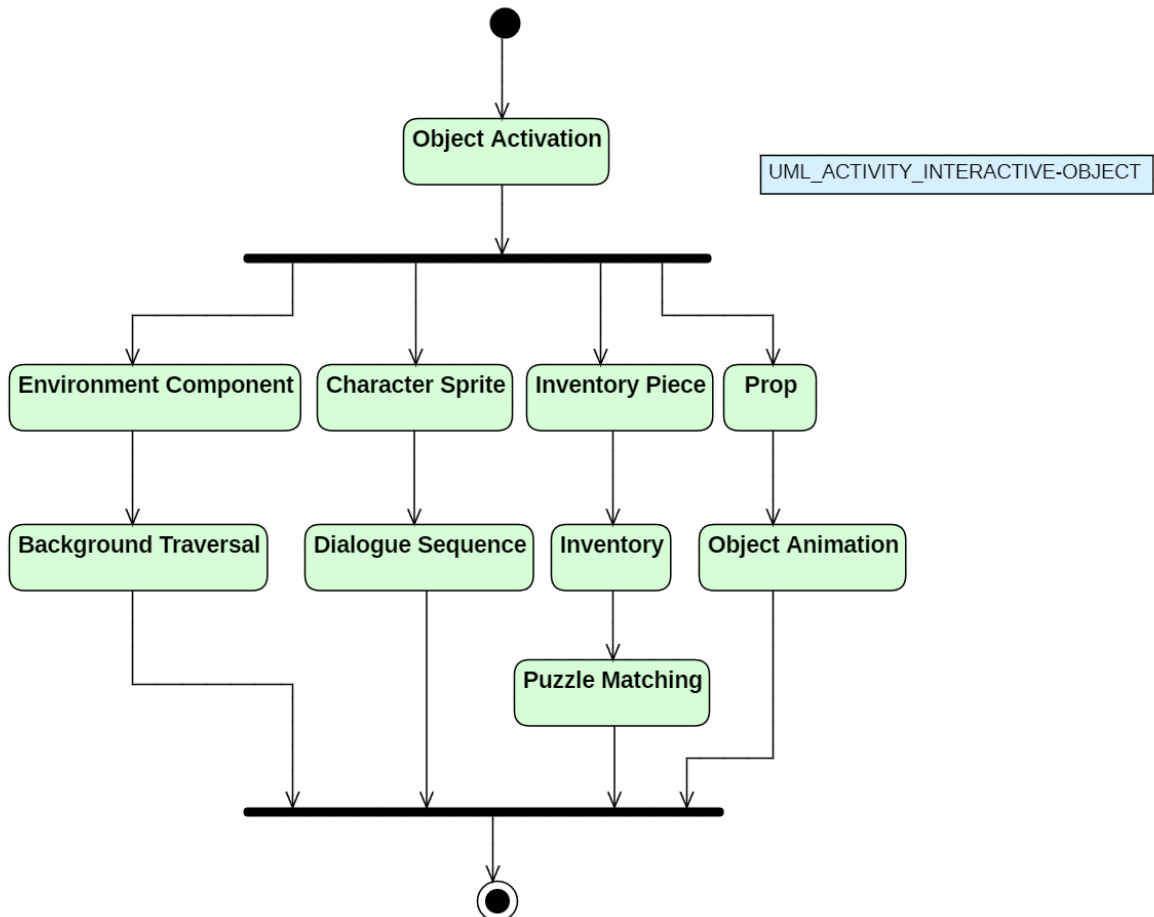 Object Activation
UML_ACTIVITY_INTERACTIVE-OBJECT
Environment Component
Character Sprite
Inventory Piece
Prop
Background Traversal
Dialogue Sequence
Inventory
Object Animation
Puzzle Matching